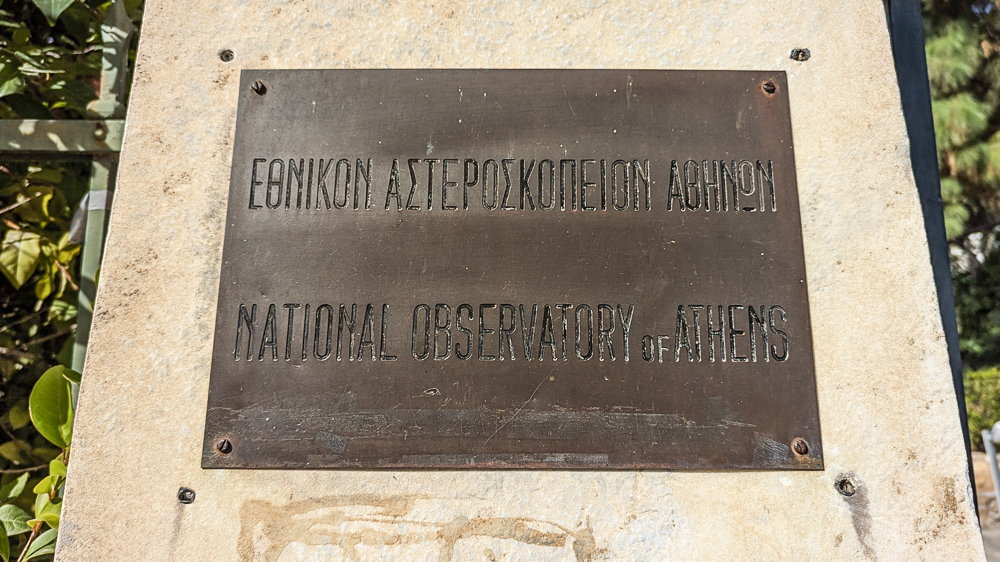 ΕΘΝΙΚΟΝ ΑΣΤΕΡΟΣΚΟΠΕΙΟΝ ΑΘΗΝΩΝ
NATIONAL OBSERVATORY OF ATHENS